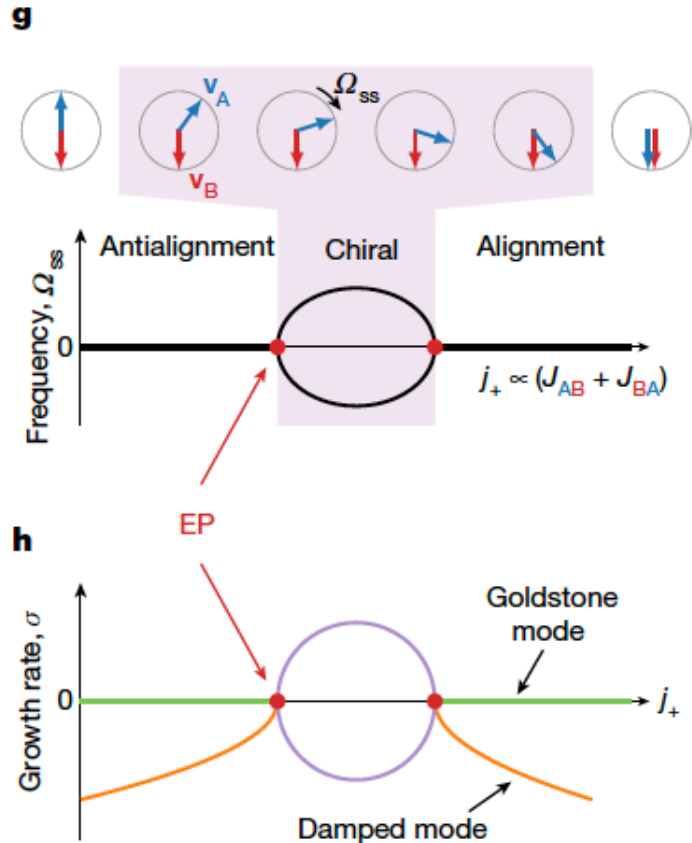 g
v_A
Ω_ss
v_B
Antialignment
Chiral
Alignment
Frequency, Ω_ss
0
j_+ ∝ (J_AB + J_BA)
EP
h
Growth rate, σ
0
Goldstone
mode
j_+
Damped mode